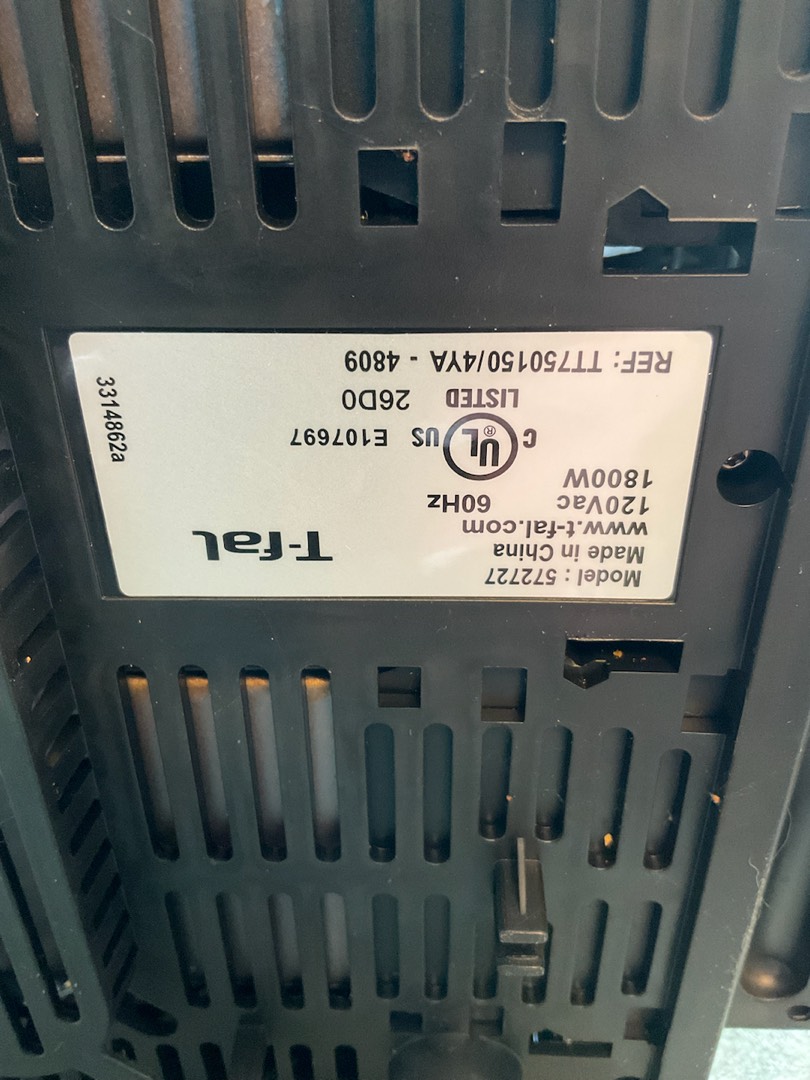 T-fal
Model : 572727
Made in China
www.t-fal.com
120Vac 60Hz
1800W
C UL® US E107697
LISTED 26D0
REF: TT750150/4YA - 4809
3314862a